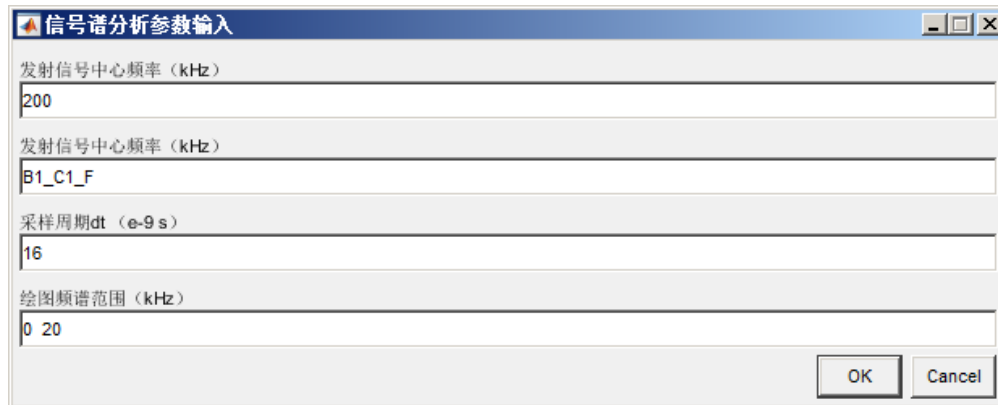 信号谱分析参数输入
发射信号中心频率（kHz）
200
发射信号中心频率（kHz）
B1_C1_F
采样周期dt （e-9 s）
16
绘图频谱范围（kHz）
0 20
OK Cancel